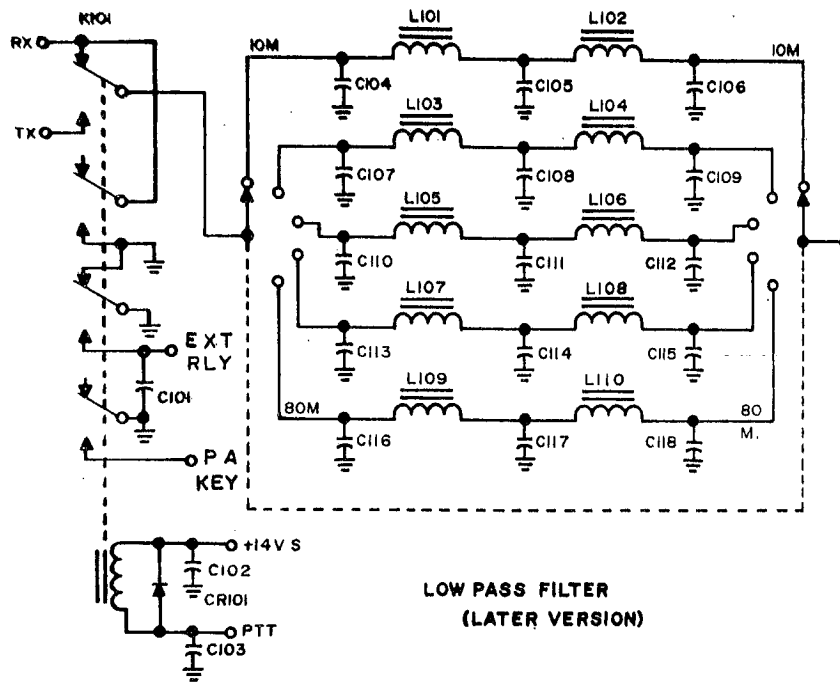 K101
RX
TX
EXT
RLY
C101
PA
KEY
+14V S
C102
CR101
PTT
C103
10M
L101
L102
10M
C104
C105
C106
L103
L104
C107
C108
C109
L105
L106
C110
C111
C112
L107
L108
C113
C114
C115
L109
L110
80M
80
M.
C116
C117
C118
LOW PASS FILTER
(LATER VERSION)